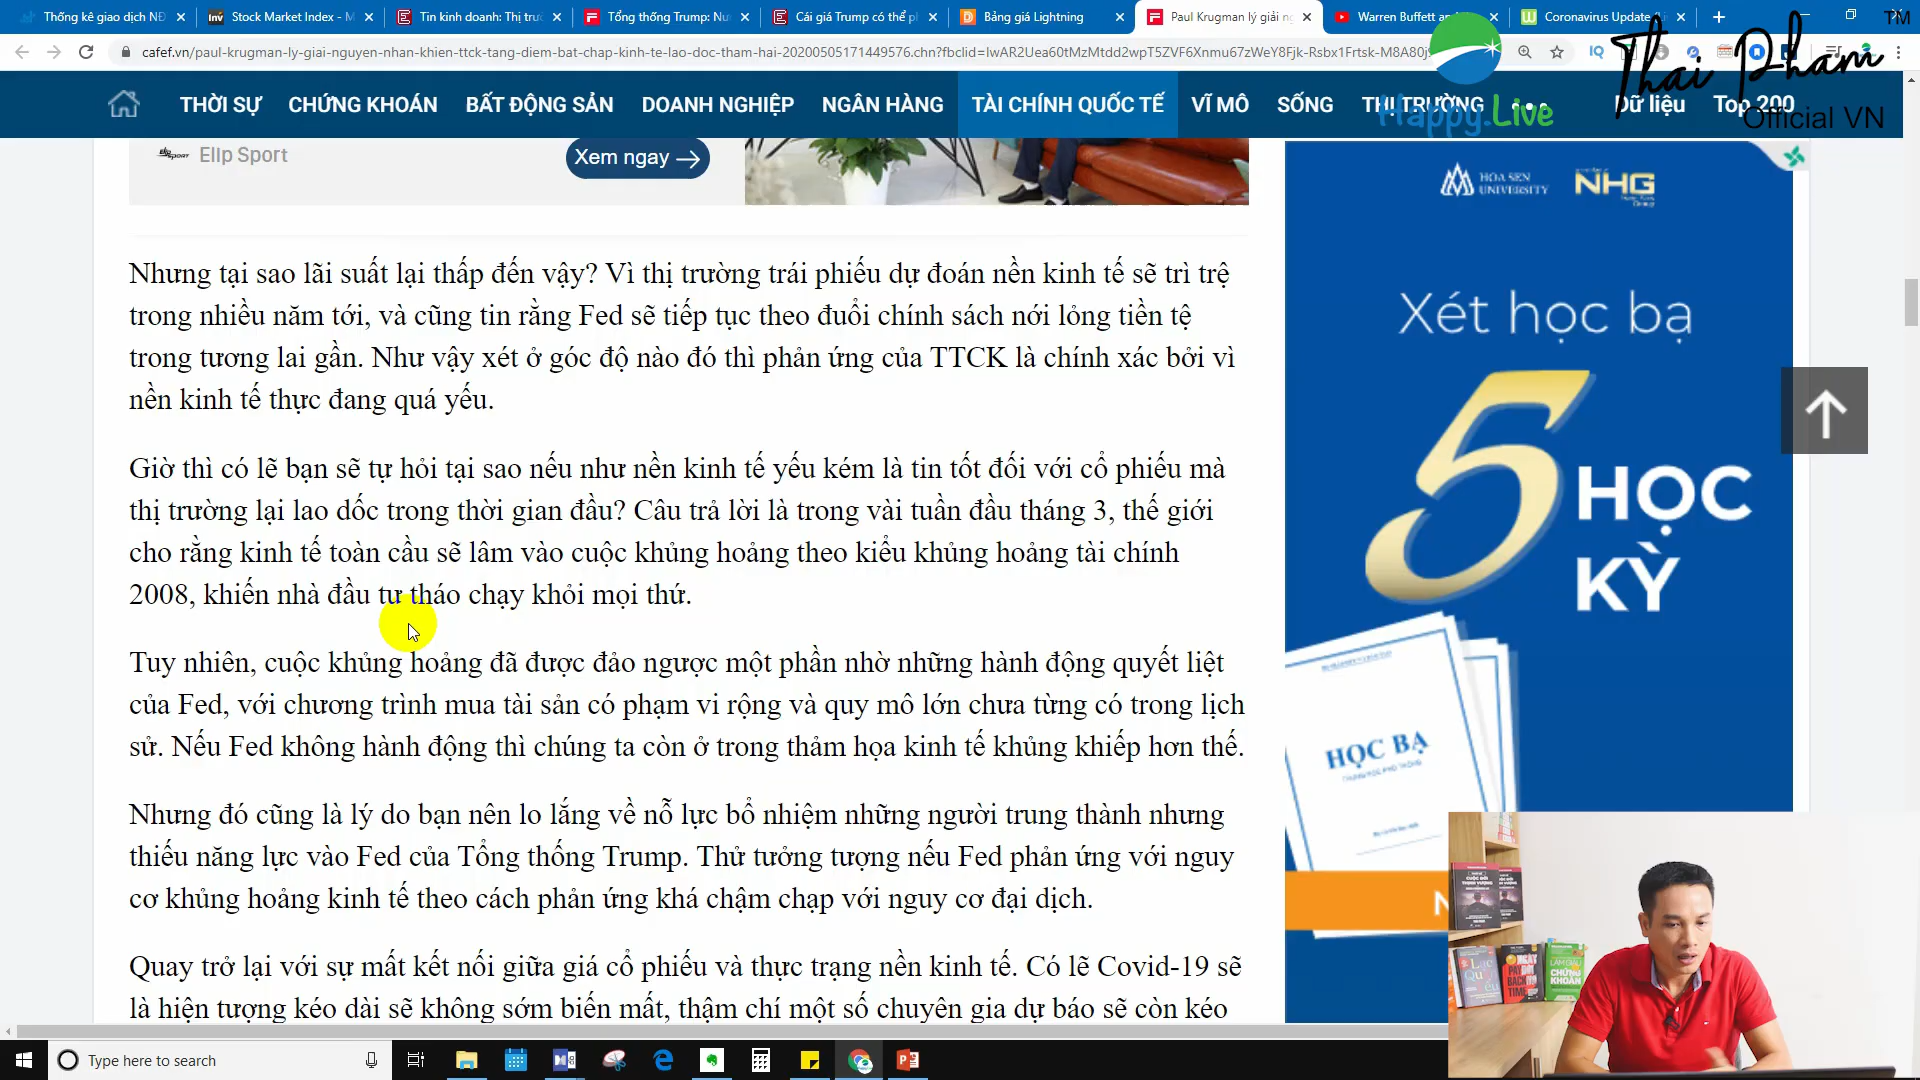 Thống kê giao dịch NĐ
Stock Market Index - M
Tin kinh doanh: Thị trư
Tổng thống Trump: Nư
Cái giá Trump có thể p
Bảng giá Lightning
Paul Krugman lý giải n
Warren Buffett an
Coronavirus Update (L
cafef.vn/paul-krugman-ly-giai-nguyen-nhan-khien-ttck-tang-diem-bat-chap-kinh-te-lao-doc-tham-hai-20200505171449576.chn?fbclid=IwAR2Uea60tMzMtdd2wpT5ZVF6Xnmu67zWeY8Fjk-Rsbx1Frtsk-M8A80j
Thai Pham TM
Official VN
Happy.Live
THỜI SỰ CHỨNG KHOÁN BẤT ĐỘNG SẢN DOANH NGHIỆP NGÂN HÀNG TÀI CHÍNH QUỐC TẾ VĨ MÔ SỐNG THỊ TRƯỜNG ••• Dữ liệu Top 200
Elip Sport
Xem ngay
Nhưng tại sao lãi suất lại thấp đến vậy? Vì thị trường trái phiếu dự đoán nền kinh tế sẽ trì trệ
trong nhiều năm tới, và cũng tin rằng Fed sẽ tiếp tục theo đuổi chính sách nới lỏng tiền tệ
trong tương lai gần. Như vậy xét ở góc độ nào đó thì phản ứng của TTCK là chính xác bởi vì
nền kinh tế thực đang quá yếu.
Giờ thì có lẽ bạn sẽ tự hỏi tại sao nếu như nền kinh tế yếu kém là tin tốt đối với cổ phiếu mà
thị trường lại lao dốc trong thời gian đầu? Câu trả lời là trong vài tuần đầu tháng 3, thế giới
cho rằng kinh tế toàn cầu sẽ lâm vào cuộc khủng hoảng theo kiểu khủng hoảng tài chính
2008, khiến nhà đầu tư tháo chạy khỏi mọi thứ.
Tuy nhiên, cuộc khủng hoảng đã được đảo ngược một phần nhờ những hành động quyết liệt
của Fed, với chương trình mua tài sản có phạm vi rộng và quy mô lớn chưa từng có trong lịch
sử. Nếu Fed không hành động thì chúng ta còn ở trong thảm họa kinh tế khủng khiếp hơn thế.
Nhưng đó cũng là lý do bạn nên lo lắng về nỗ lực bổ nhiệm những người trung thành nhưng
thiếu năng lực vào Fed của Tổng thống Trump. Thử tưởng tượng nếu Fed phản ứng với nguy
cơ khủng hoảng kinh tế theo cách phản ứng khá chậm chạp với nguy cơ đại dịch.
Quay trở lại với sự mất kết nối giữa giá cổ phiếu và thực trạng nền kinh tế. Có lẽ Covid-19 sẽ
là hiện tượng kéo dài sẽ không sớm biến mất, thậm chí một số chuyên gia dự báo sẽ còn kéo
HOA SEN
UNIVERSITY
NHG
Xét học bạ
5 HỌC
KỲ
HỌC BẠ
Type here to search